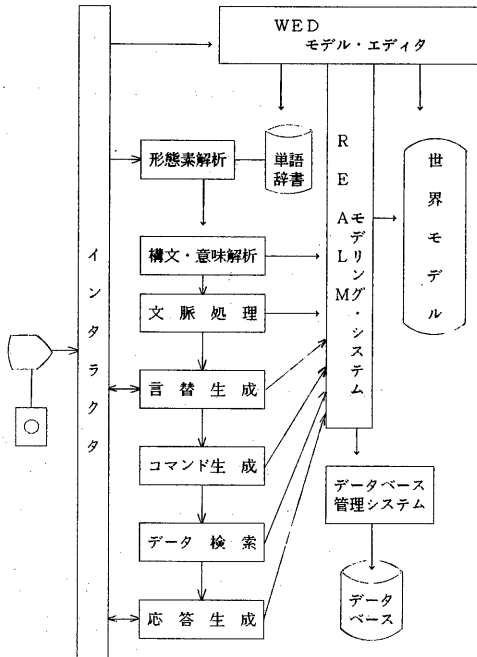 WED
モデル・エディタ
形態素解析
単語
辞書
REALM
モデリング・システム
世界モデル
インタラクタ
構文・意味解析
文脈処理
言替生成
コマンド生成
データ検索
応答生成
データベース
管理システム
データ
ベース